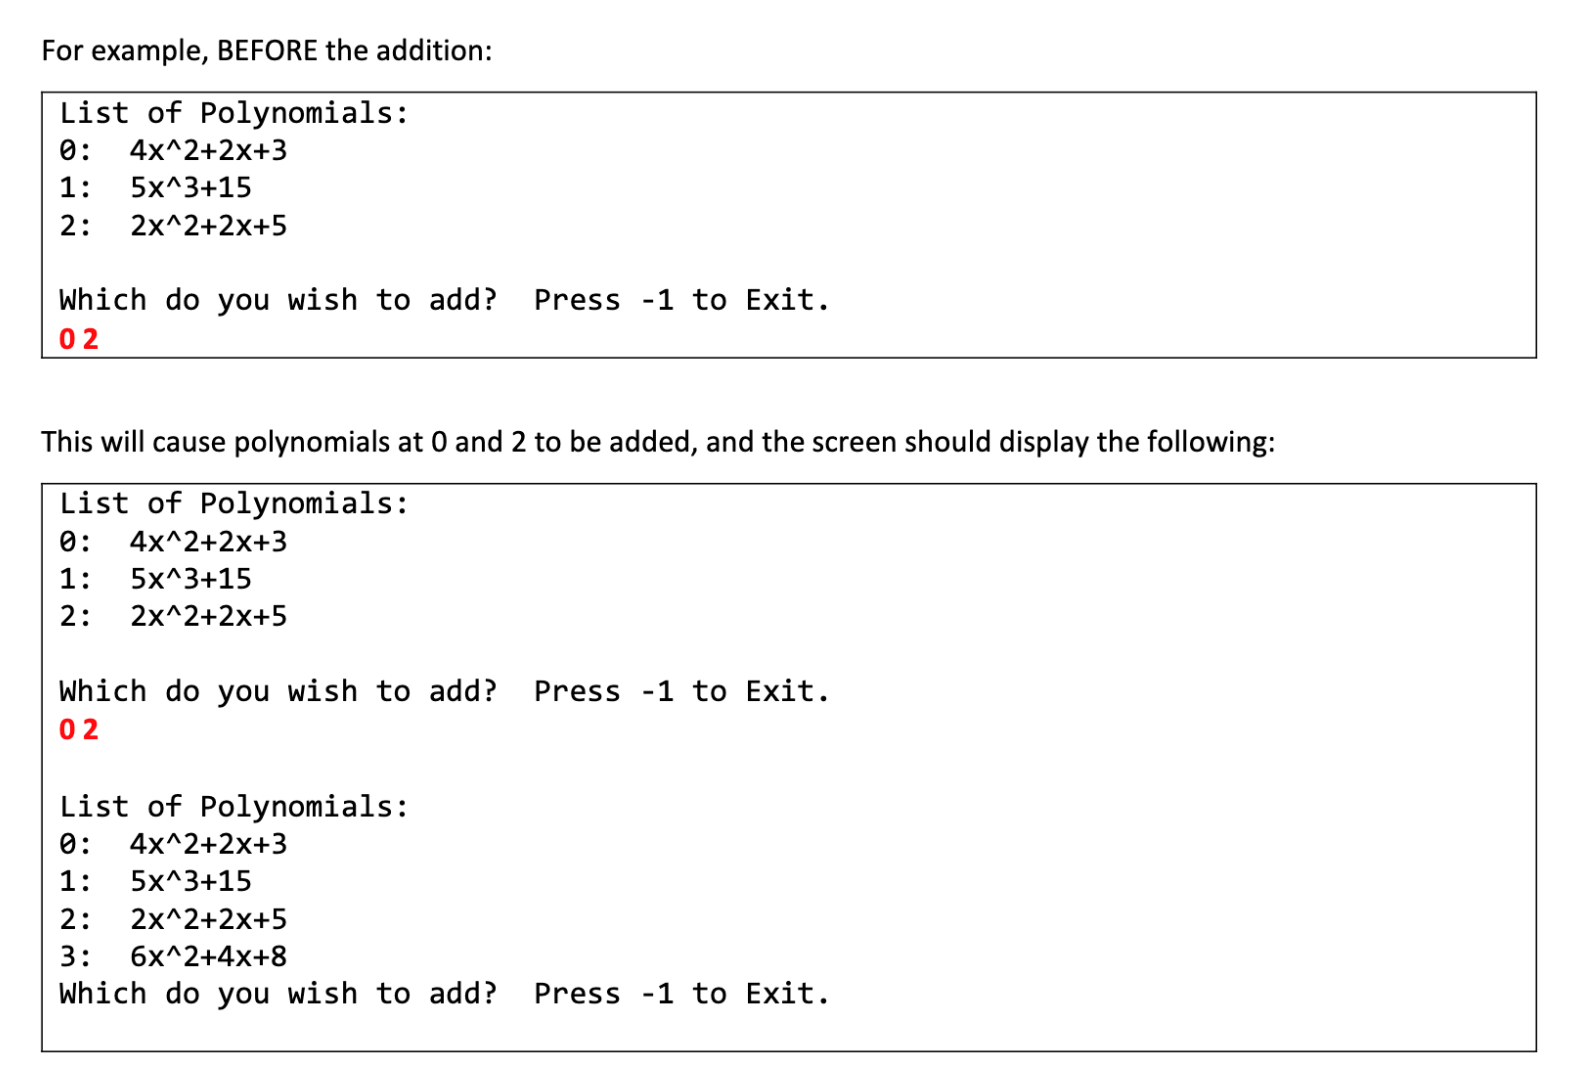 For example, BEFORE the addition:
List of Polynomials:
0:  4x^2+2x+3
1:  5x^3+15
2:  2x^2+2x+5
Which do you wish to add?  Press -1 to Exit.
0 2
This will cause polynomials at 0 and 2 to be added, and the screen should display the following:
List of Polynomials:
0:  4x^2+2x+3
1:  5x^3+15
2:  2x^2+2x+5
Which do you wish to add?  Press -1 to Exit.
0 2
List of Polynomials:
0:  4x^2+2x+3
1:  5x^3+15
2:  2x^2+2x+5
3:  6x^2+4x+8
Which do you wish to add?  Press -1 to Exit.